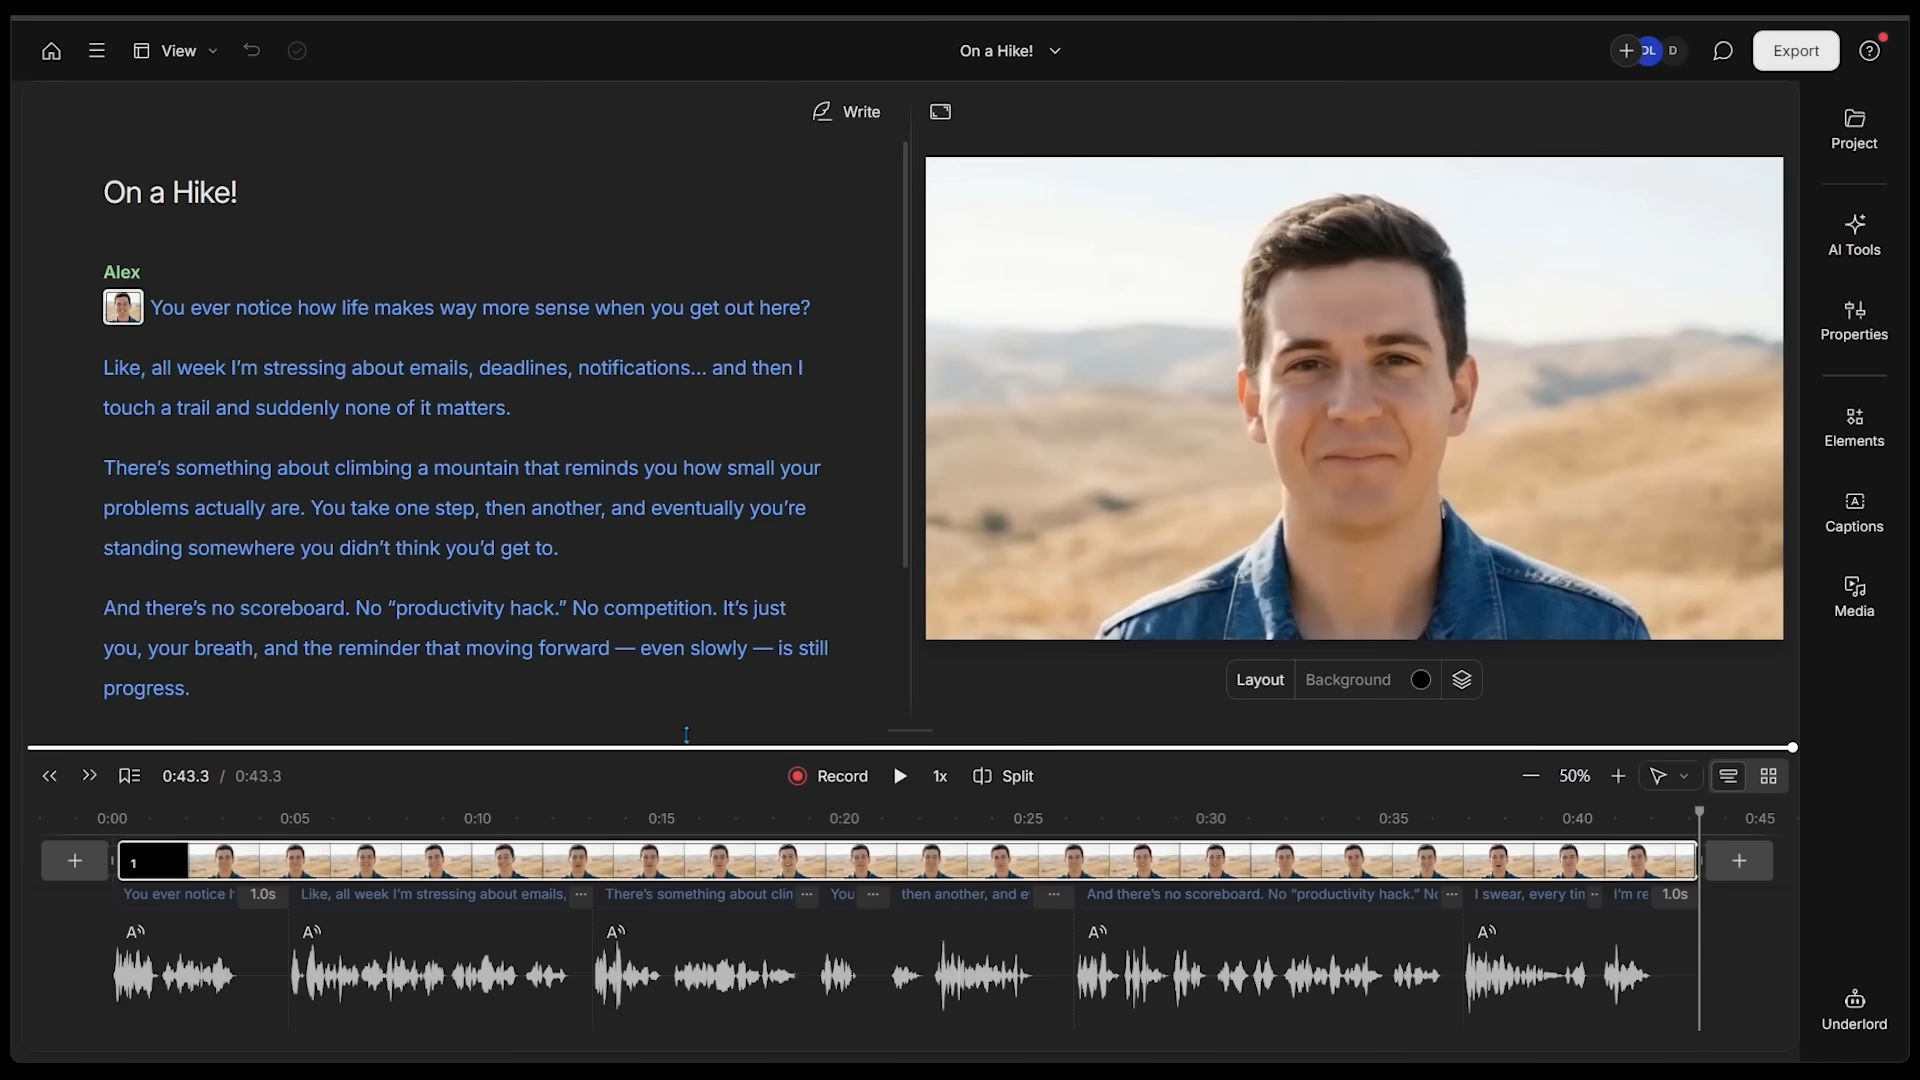 View
On a Hike!
DL
D
Export
Write
On a Hike!
Alex
You ever notice how life makes way more sense when you get out here?
Like, all week I’m stressing about emails, deadlines, notifications... and then I
touch a trail and suddenly none of it matters.
There’s something about climbing a mountain that reminds you how small your
problems actually are. You take one step, then another, and eventually you’re
standing somewhere you didn’t think you’d get to.
And there’s no scoreboard. No “productivity hack.” No competition. It’s just
you, your breath, and the reminder that moving forward — even slowly — is still
progress.
Layout
Background
Project
AI Tools
Properties
Elements
Captions
Media
Underlord
0:43.3 / 0:43.3
Record
1x
Split
50%
0:00 0:05 0:10 0:15 0:20 0:25 0:30 0:35 0:40 0:45
1
You ever notice h 1.0s Like, all week I’m stressing about emails, ... There’s something about clin ... You ... then another, and e ... And there’s no scoreboard. No “productivity hack.” No ... I swear, every tin .. I’m re 1.0s
A A A A A